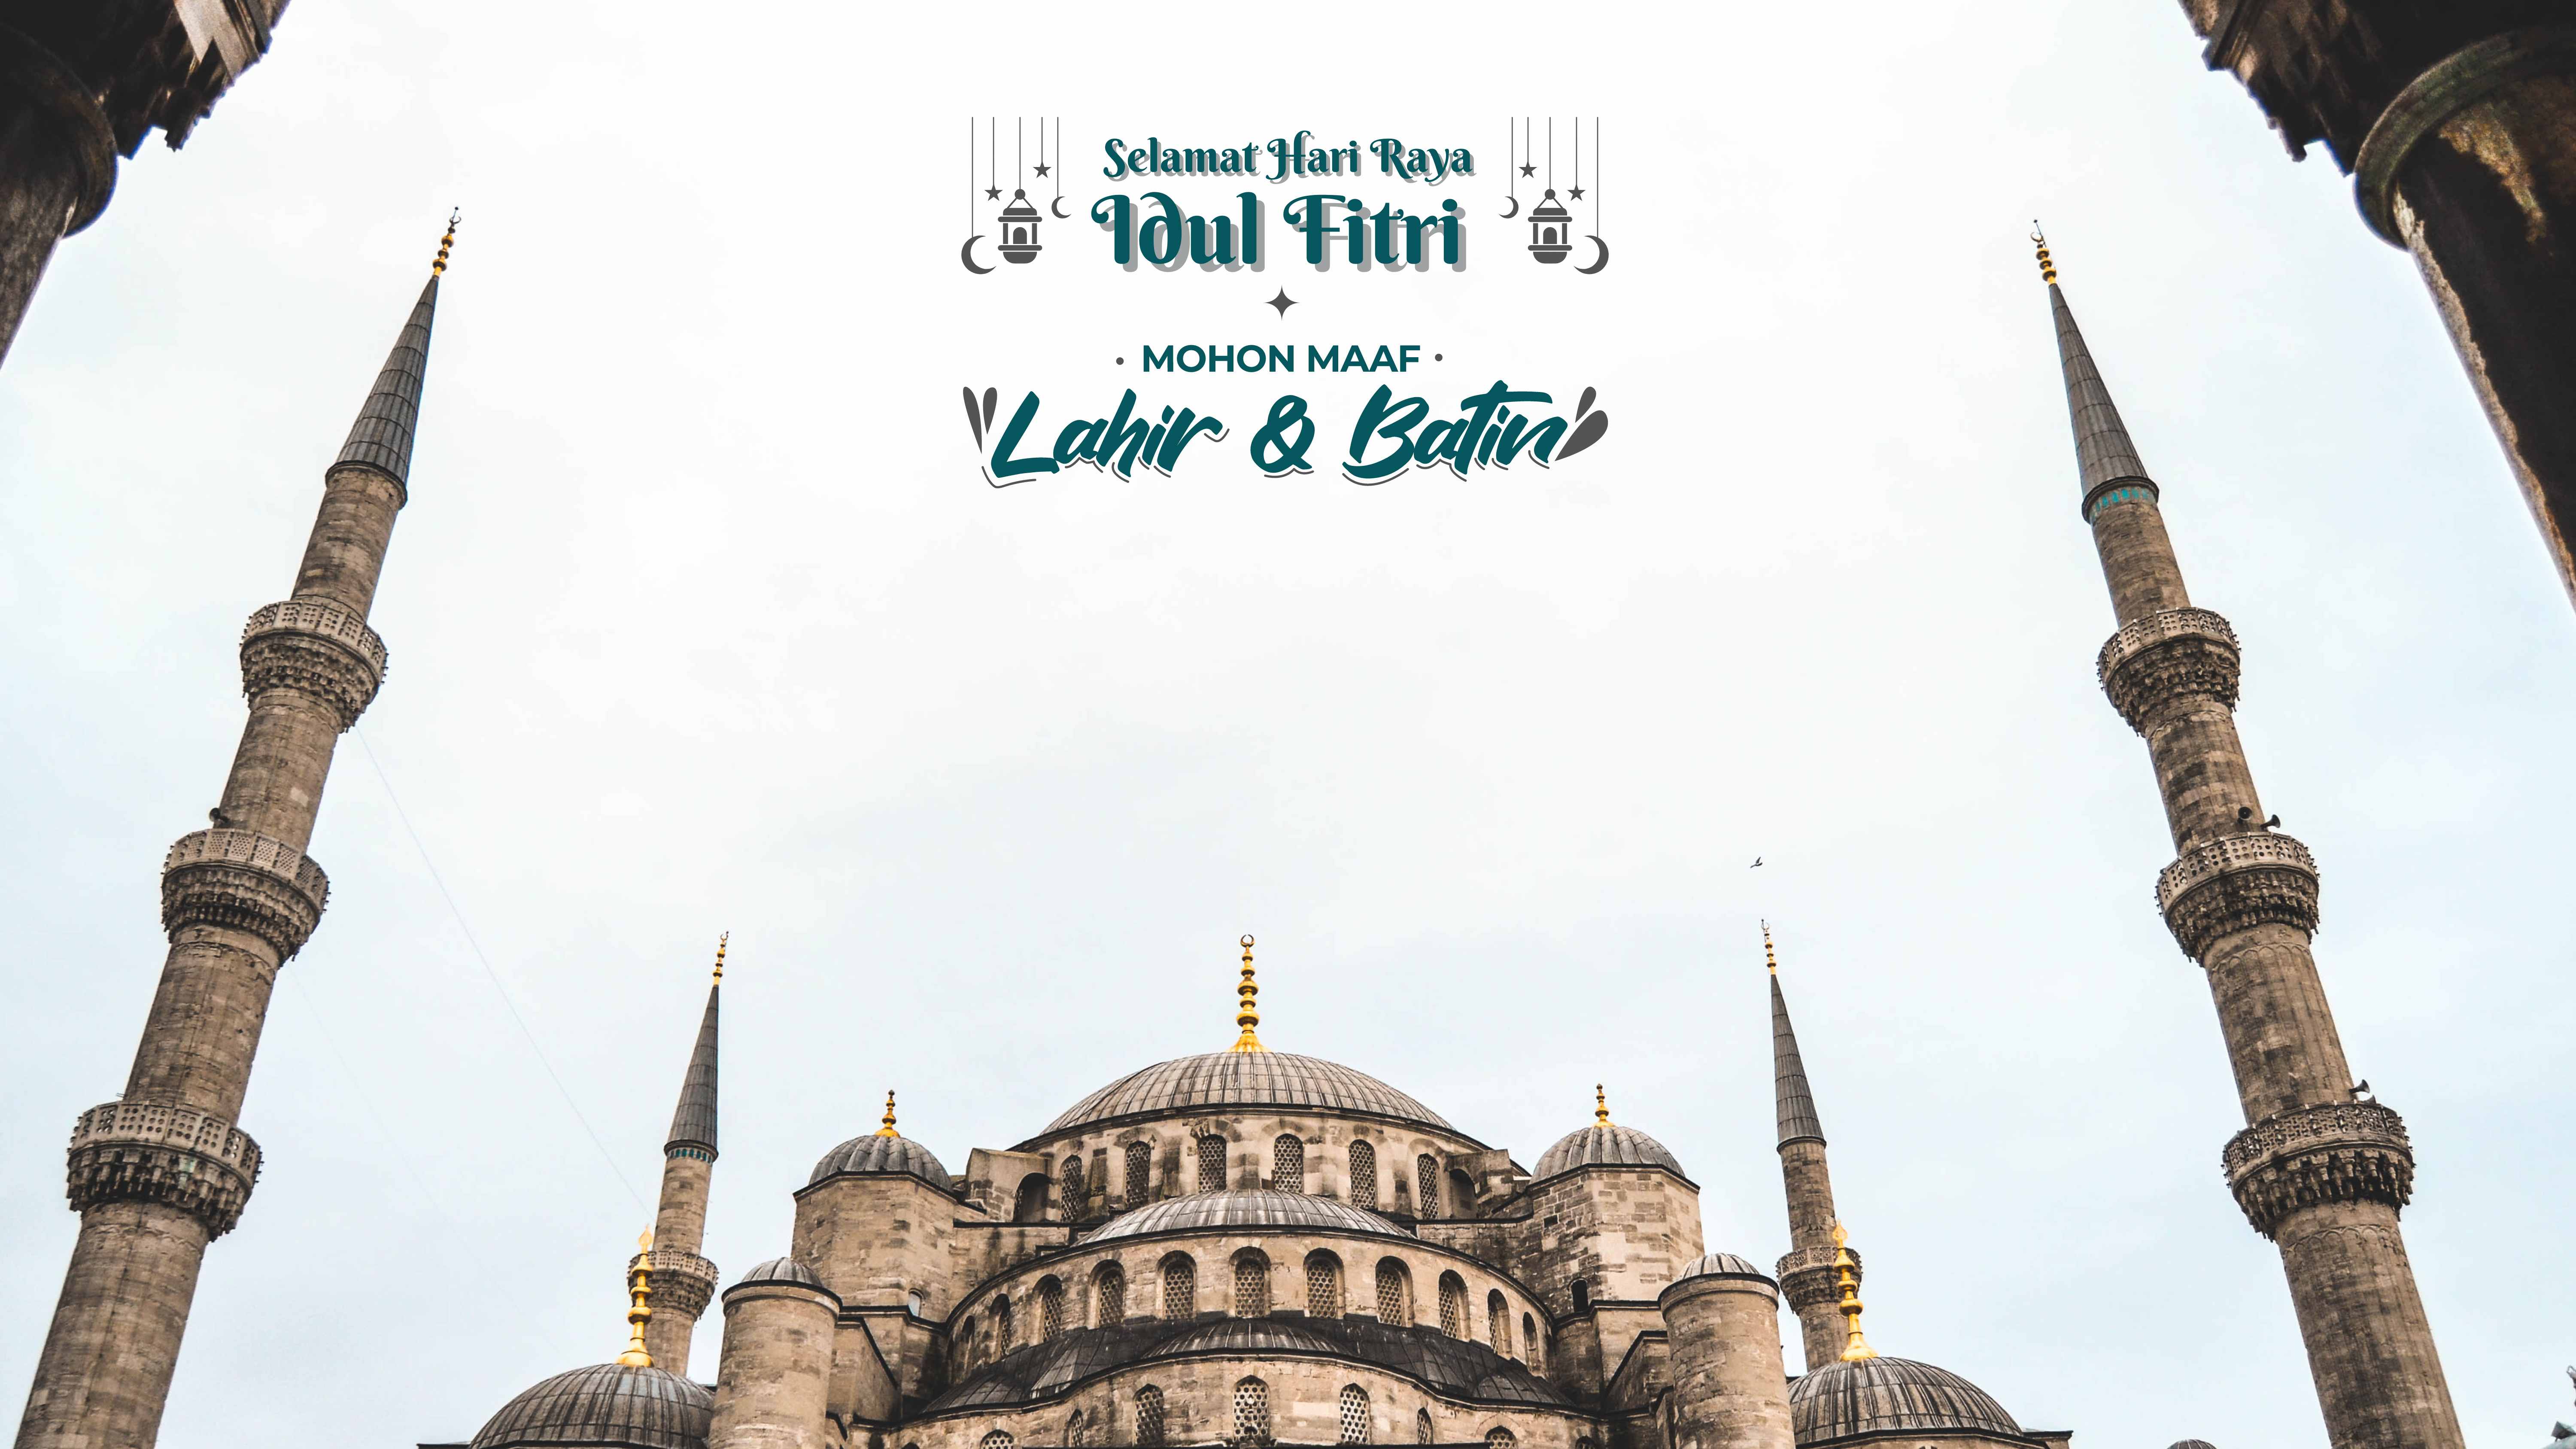 Selamat Hari Raya
Idul Fitri
MOHON MAAF
Lahir & Batin